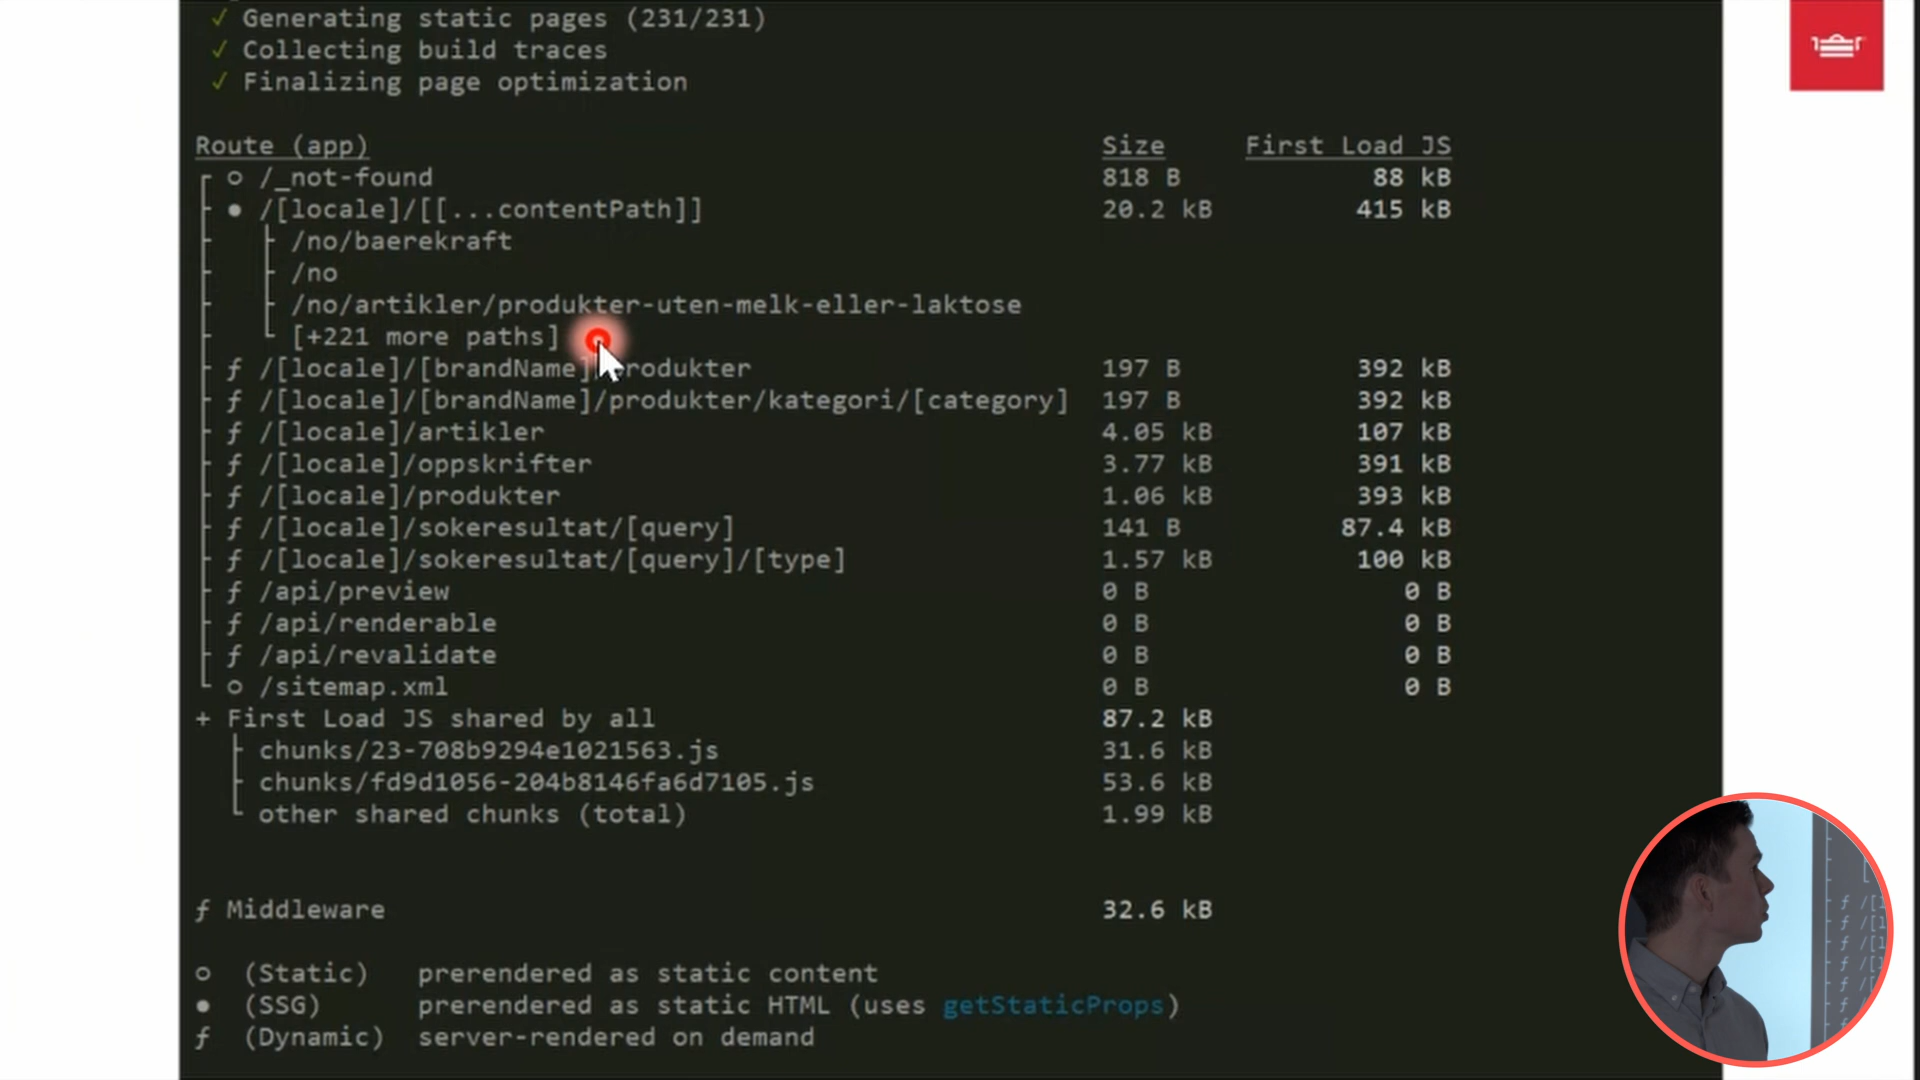 ✓ Generating static pages (231/231)
✓ Collecting build traces
✓ Finalizing page optimization
Route (app) Size First Load JS
┌ ○ /_not-found 818 B 88 kB
├ ● /[locale]/[[...contentPath]] 20.2 kB 415 kB
├ ├ /no/baerekraft
├ ├ /no
├ ├ /no/artikler/produkter-uten-melk-eller-laktose
├ └ [+221 more paths]
├ ƒ /[locale]/[brandName]/produkter 197 B 392 kB
├ ƒ /[locale]/[brandName]/produkter/kategori/[category] 197 B 392 kB
├ ƒ /[locale]/artikler 4.05 kB 107 kB
├ ƒ /[locale]/oppskrifter 3.77 kB 391 kB
├ ƒ /[locale]/produkter 1.06 kB 393 kB
├ ƒ /[locale]/sokeresultat/[query] 141 B 87.4 kB
├ ƒ /[locale]/sokeresultat/[query]/[type] 1.57 kB 100 kB
├ ƒ /api/preview 0 B 0 B
├ ƒ /api/renderable 0 B 0 B
├ ƒ /api/revalidate 0 B 0 B
└ ○ /sitemap.xml 0 B 0 B
+ First Load JS shared by all 87.2 kB
├ chunks/23-708b9294e1021563.js 31.6 kB
├ chunks/fd9d1056-204b8146fa6d7105.js 53.6 kB
└ other shared chunks (total) 1.99 kB
ƒ Middleware 32.6 kB
○ (Static) prerendered as static content
● (SSG) prerendered as static HTML (uses getStaticProps)
ƒ (Dynamic) server-rendered on demand